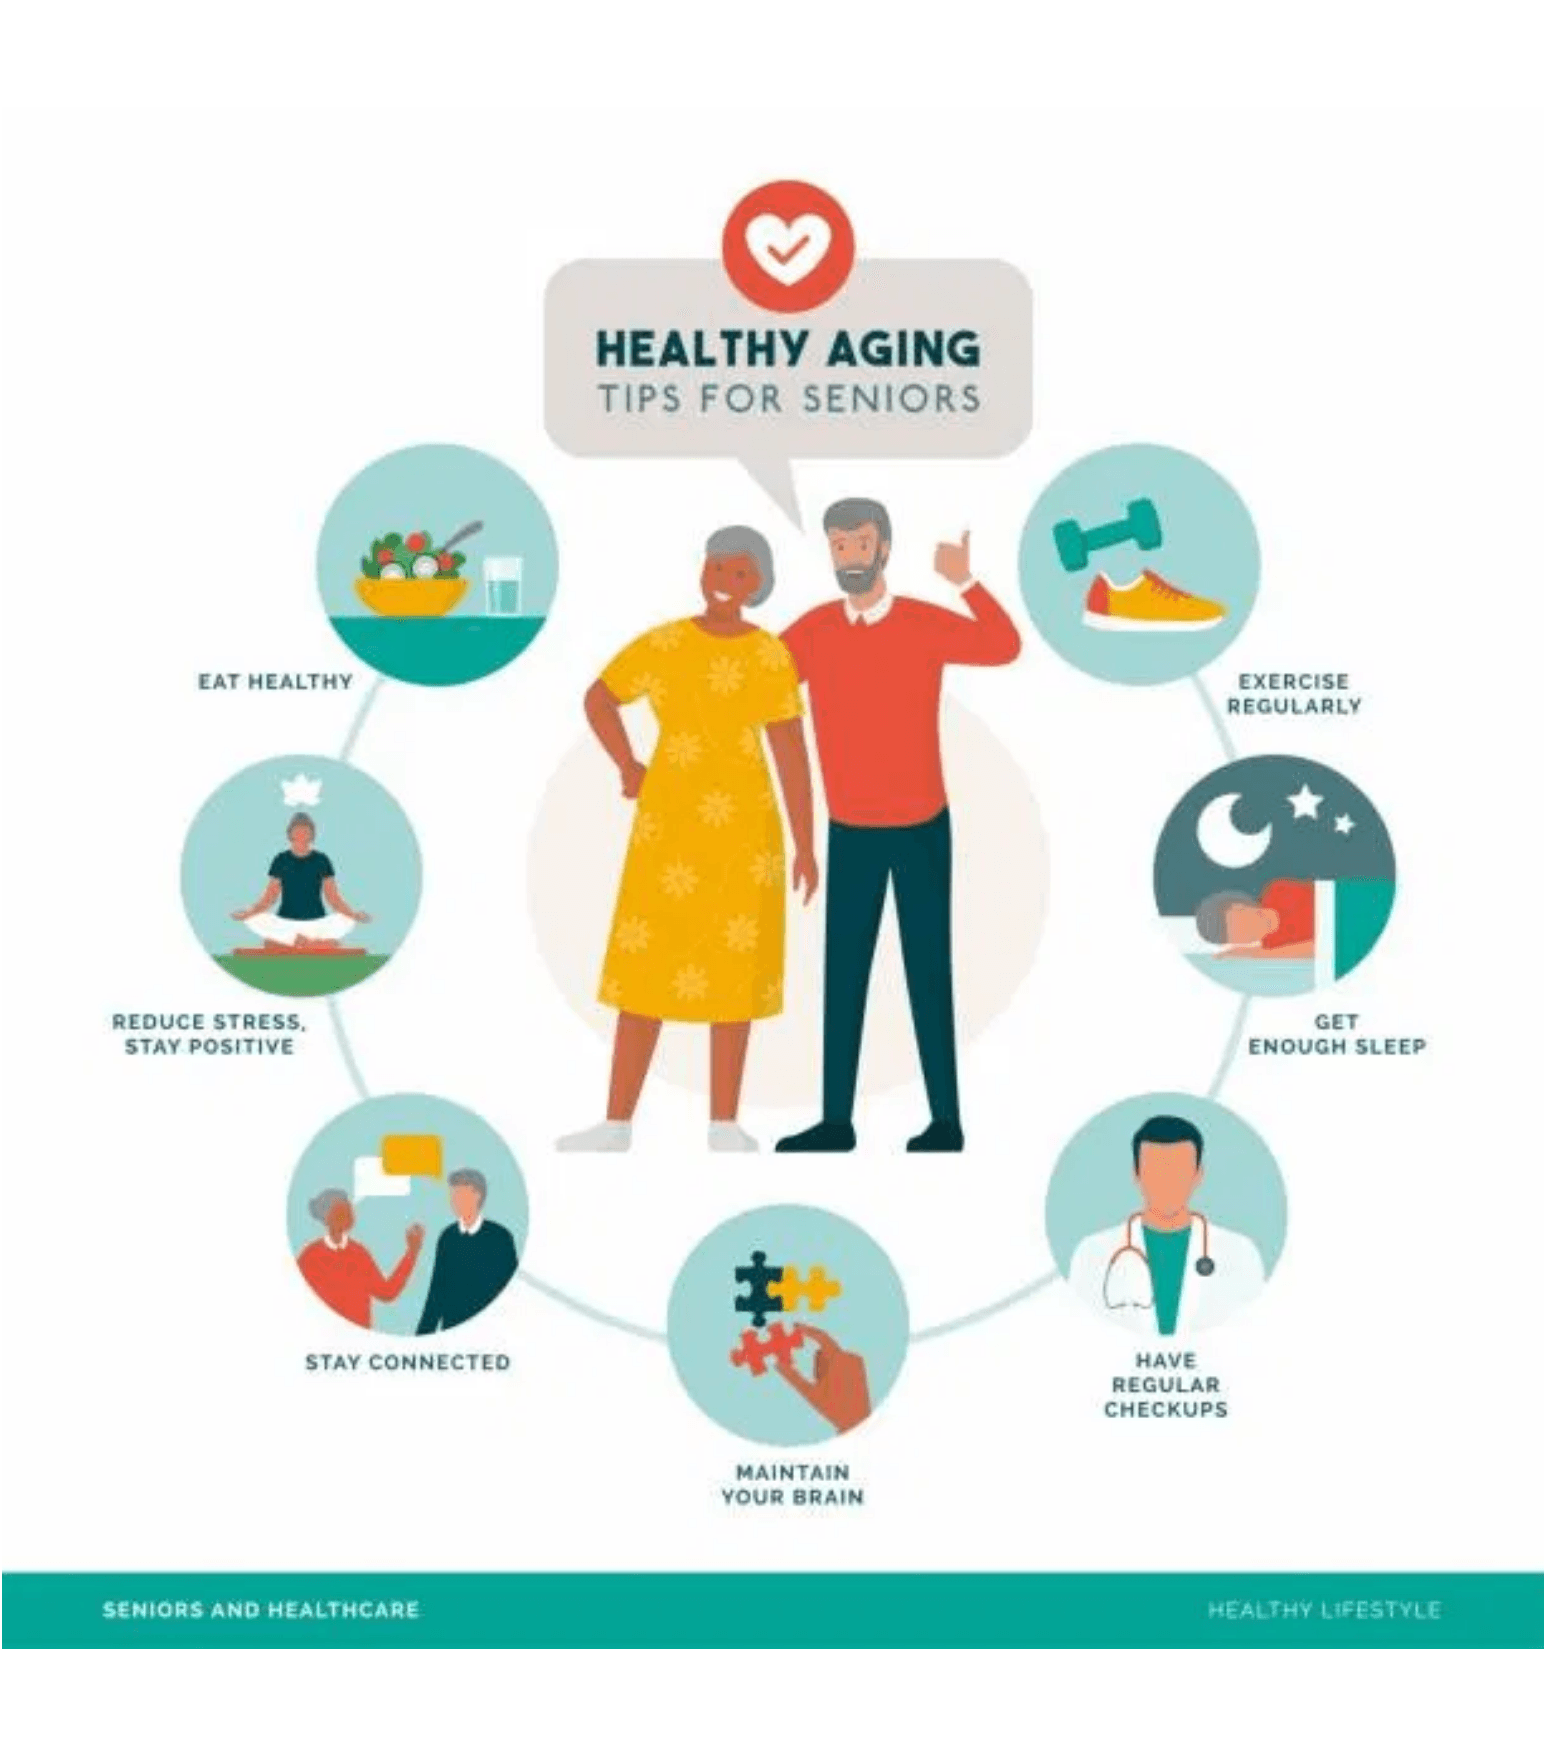 HEALTHY AGING
TIPS FOR SENIORS
EAT HEALTHY
EXERCISE
REGULARLY
REDUCE STRESS,
STAY POSITIVE
GET
ENOUGH SLEEP
STAY CONNECTED
HAVE
REGULAR
CHECKUPS
MAINTAIN
YOUR BRAIN
SENIORS AND HEALTHCARE
HEALTHY LIFESTYLE